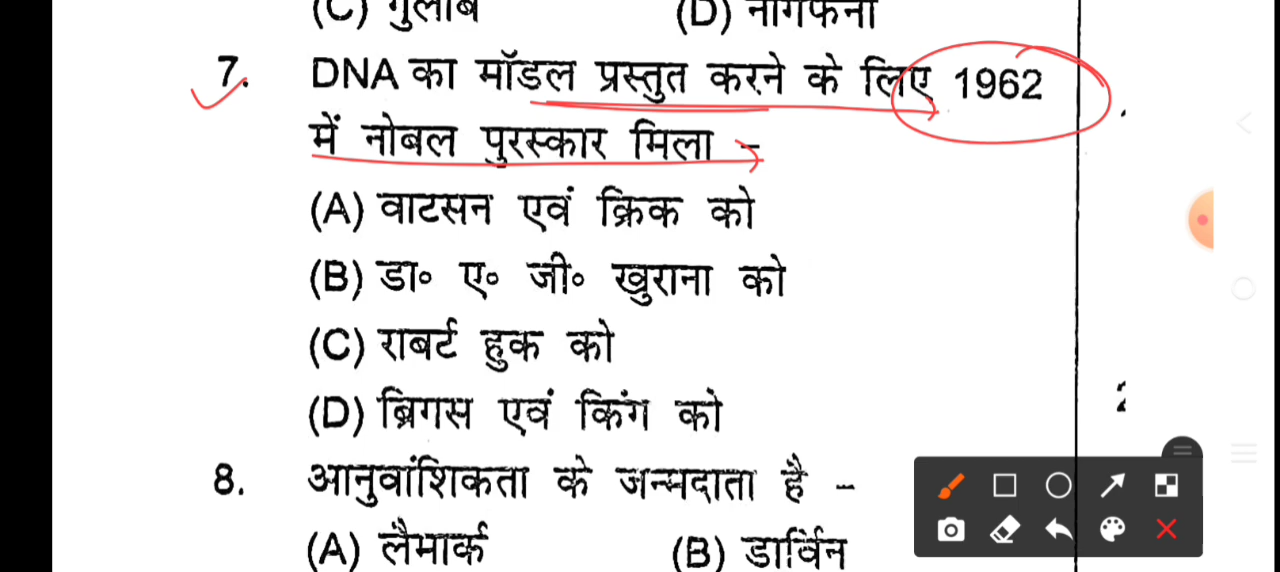 (C) गुलाब (D) नागफनी
7. DNA का मॉडल प्रस्तुत करने के लिए 1962
में नोबल पुरस्कार मिला -
(A) वाटसन एवं क्रिक को
(B) डा॰ ए॰ जी॰ खुराना को
(C) राबर्ट हुक को
(D) ब्रिगस एवं किंग को
8. आनुवांशिकता के जन्मदाता है -
(A) लैमार्क (B) डार्विन